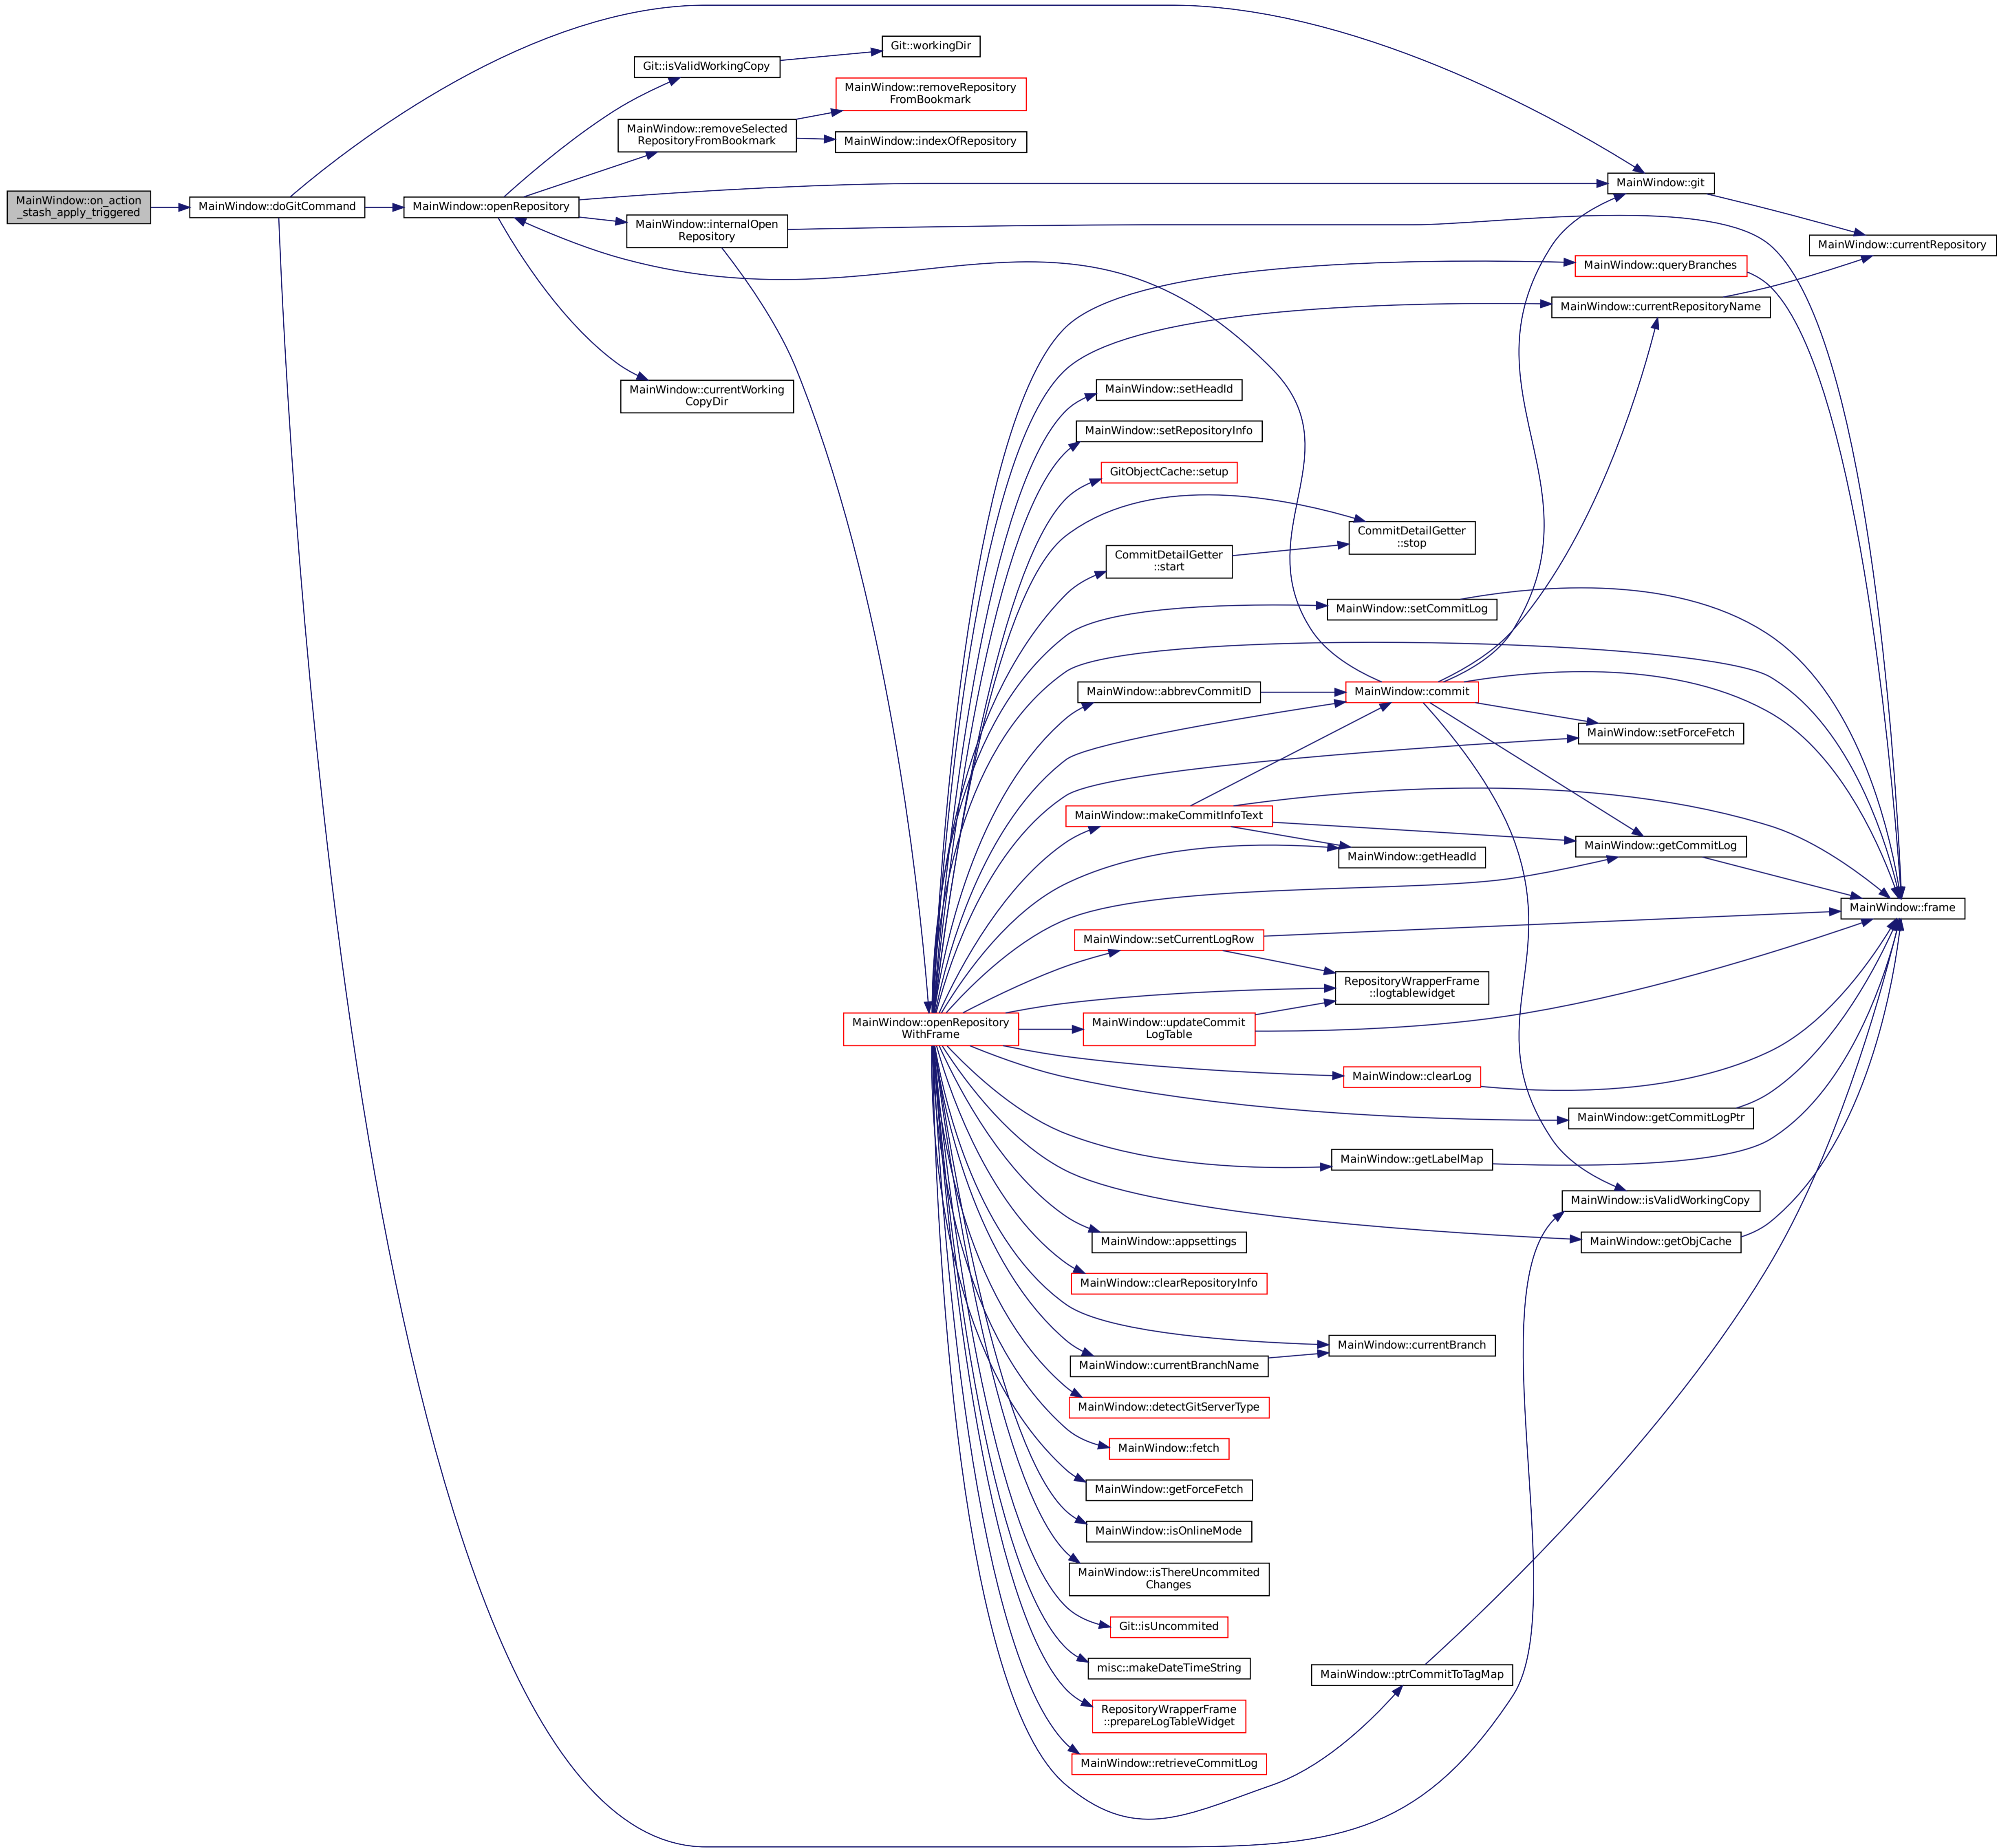 MainWindow::on_action
_stash_apply_triggered
MainWindow::doGitCommand
MainWindow::openRepository
Git::isValidWorkingCopy
Git::workingDir
MainWindow::removeSelected
RepositoryFromBookmark
MainWindow::removeRepository
FromBookmark
MainWindow::indexOfRepository
MainWindow::internalOpen
Repository
MainWindow::currentWorking
CopyDir
MainWindow::git
MainWindow::currentRepository
MainWindow::queryBranches
MainWindow::currentRepositoryName
MainWindow::setHeadId
MainWindow::setRepositoryInfo
GitObjectCache::setup
CommitDetailGetter
::stop
CommitDetailGetter
::start
MainWindow::setCommitLog
MainWindow::abbrevCommitID
MainWindow::commit
MainWindow::setForceFetch
MainWindow::makeCommitInfoText
MainWindow::getCommitLog
MainWindow::getHeadId
MainWindow::frame
MainWindow::setCurrentLogRow
RepositoryWrapperFrame
::logtablewidget
MainWindow::openRepository
WithFrame
MainWindow::updateCommit
LogTable
MainWindow::clearLog
MainWindow::getCommitLogPtr
MainWindow::getLabelMap
MainWindow::isValidWorkingCopy
MainWindow::appsettings
MainWindow::getObjCache
MainWindow::clearRepositoryInfo
MainWindow::currentBranch
MainWindow::currentBranchName
MainWindow::detectGitServerType
MainWindow::fetch
MainWindow::getForceFetch
MainWindow::isOnlineMode
MainWindow::isThereUncommited
Changes
Git::isUncommited
misc::makeDateTimeString
MainWindow::ptrCommitToTagMap
RepositoryWrapperFrame
::prepareLogTableWidget
MainWindow::retrieveCommitLog